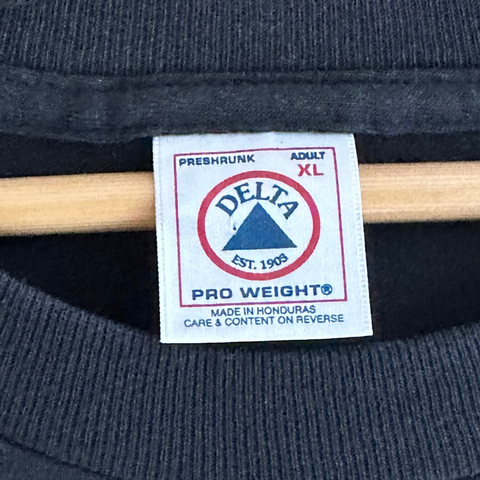 PRESHRUNK ADULT
XL
DELTA
EST. 1903
PRO WEIGHT®
MADE IN HONDURAS
CARE & CONTENT ON REVERSE